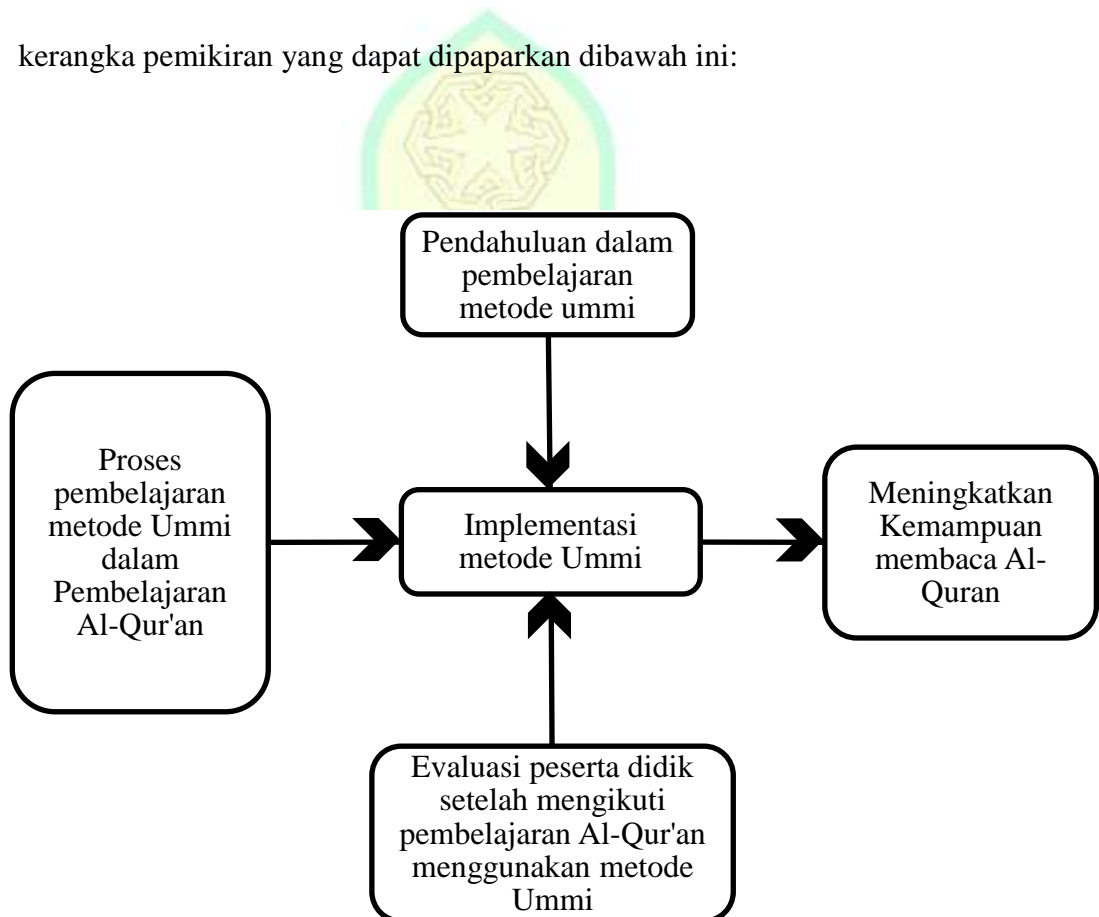 kerangka pemikiran yang dapat dipaparkan dibawah ini:
Pendahuluan dalam
pembelajaran
metode ummi
Proses
pembelajaran
metode Ummi
dalam
Pembelajaran
Al-Qur'an
Implementasi
metode Ummi
Meningkatkan
Kemampuan
membaca Al-
Quran
Evaluasi peserta didik
setelah mengikuti
pembelajaran Al-Qur'an
menggunakan metode
Ummi